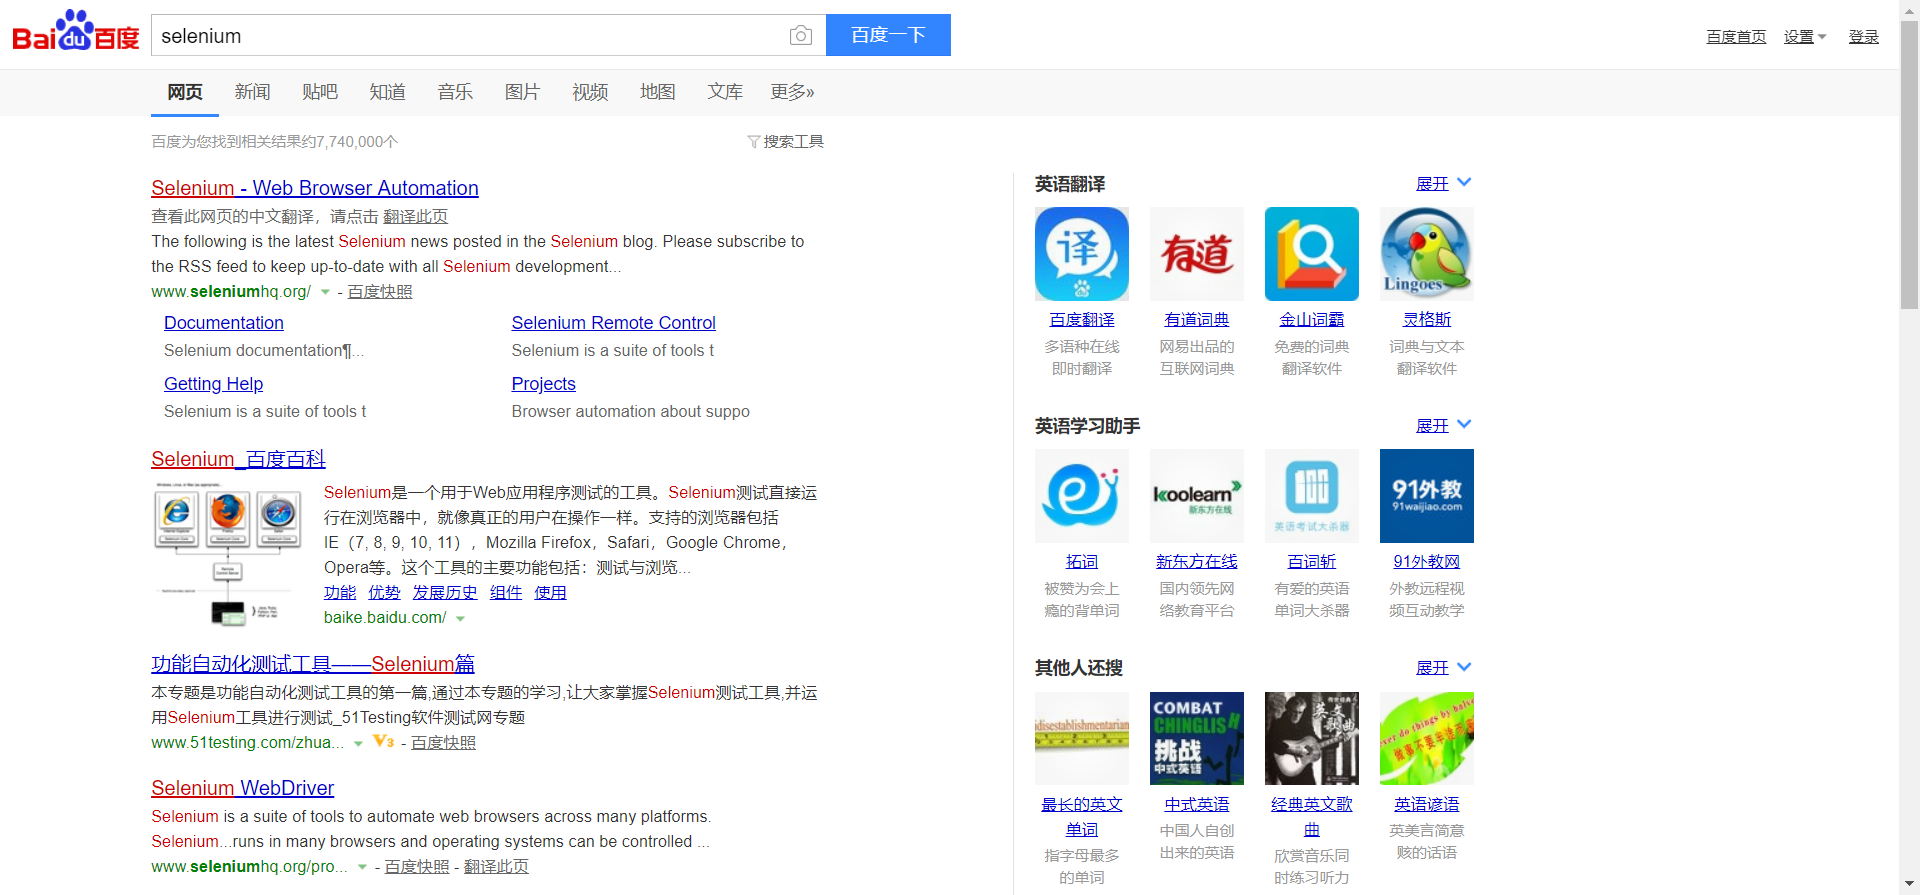 Bai du 百度
selenium
百度一下
百度首页 设置 登录
网页 新闻 贴吧 知道 音乐 图片 视频 地图 文库 更多»
百度为您找到相关结果约7,740,000个
搜索工具
Selenium - Web Browser Automation
查看此网页的中文翻译，请点击 翻译此页
The following is the latest Selenium news posted in the Selenium blog. Please subscribe to
the RSS feed to keep up-to-date with all Selenium development...
www.seleniumhq.org/ - 百度快照
Documentation
Selenium documentation¶...
Selenium Remote Control
Selenium is a suite of tools t
Getting Help
Selenium is a suite of tools t
Projects
Browser automation about suppo
Selenium_百度百科
Selenium是一个用于Web应用程序测试的工具。Selenium测试直接运
行在浏览器中，就像真正的用户在操作一样。支持的浏览器包括
IE（7, 8, 9, 10, 11），Mozilla Firefox，Safari，Google Chrome，
Opera等。这个工具的主要功能包括：测试与浏览...
功能 优势 发展历史 组件 使用
baike.baidu.com/
功能自动化测试工具——Selenium篇
本专题是功能自动化测试工具的第一篇,通过本专题的学习,让大家掌握Selenium测试工具,并运
用Selenium工具进行测试_51Testing软件测试网专题
www.51testing.com/zhua... V3 - 百度快照
Selenium WebDriver
Selenium is a suite of tools to automate web browsers across many platforms.
Selenium...runs in many browsers and operating systems can be controlled ...
www.seleniumhq.org/pro... - 百度快照 - 翻译此页
英语翻译 展开
译
有道
Lingoes
百度翻译 有道词典 金山词霸 灵格斯
多语种在线 网易出品的 免费的词典 词典与文本
即时翻译 互联网词典 翻译软件 翻译软件
英语学习助手 展开
koolearn
新东方在线
英语考试大杀器
91外教
91waijiao.com
拓词 新东方在线 百词斩 91外教网
被赞为会上 国内领先网 有爱的英语 外教远程视
瘾的背单词 络教育平台 单词大杀器 频互动教学
其他人还搜 展开
disestablishmentarian
COMBAT
CHINGLISH
挑战
中式英语
英文
歌曲
ever do things by halve
做事不要半途而
最长的英文 中式英语 经典英文歌 英语谚语
单词 中国人自创 曲 英美言简意
指字母最多 出来的英语 欣赏音乐同 赅的话语
的单词 时练习听力